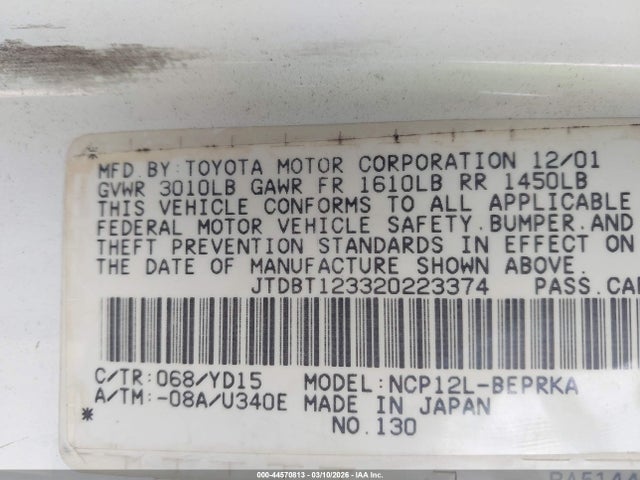 MFD.BY:TOYOTA MOTOR CORPORATION 12/01
GVWR 3010LB GAWR FR 1610LB RR 1450LB
THIS VEHICLE CONFORMS TO ALL APPLICABLE
FEDERAL MOTOR VEHICLE SAFETY.BUMPER.AND
THEFT PREVENTION STANDARDS IN EFFECT ON
THE DATE OF MANUFACTURE SHOWN ABOVE.
JTDBT123320223374 PASS.CAR
C/TR:068/YD15 MODEL:NCP12L-BEPRKA
A/TM:-08A/U340E MADE IN JAPAN
NO.130
00-44570813 - 03/10/2026 - IAA Inc.